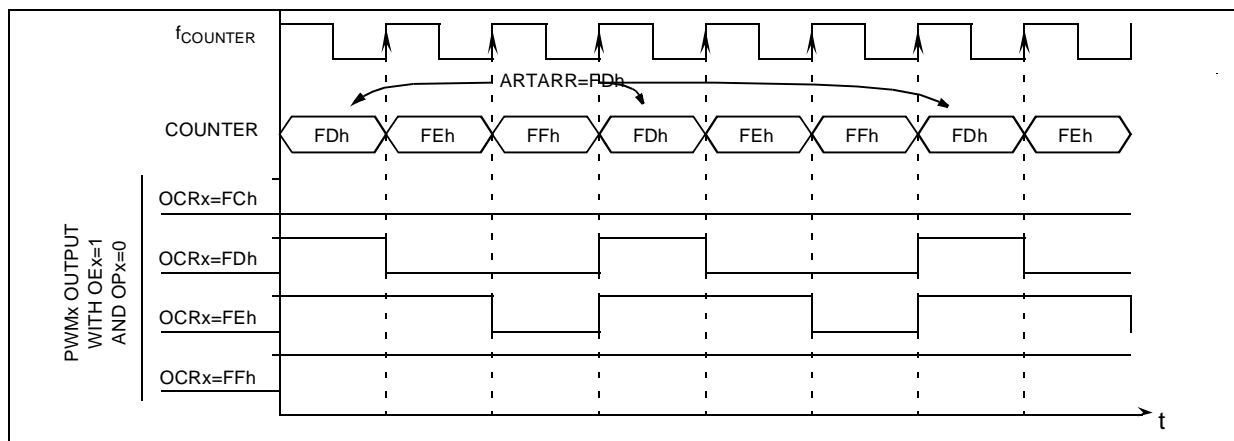 fCOUNTER
ARTARR=FDh
COUNTER
FDh FEh FFh FDh FEh FFh FDh FEh
PWMx OUTPUT
WITH OEx=1
AND OPx=0
OCRx=FCh
OCRx=FDh
OCRx=FEh
OCRx=FFh
t